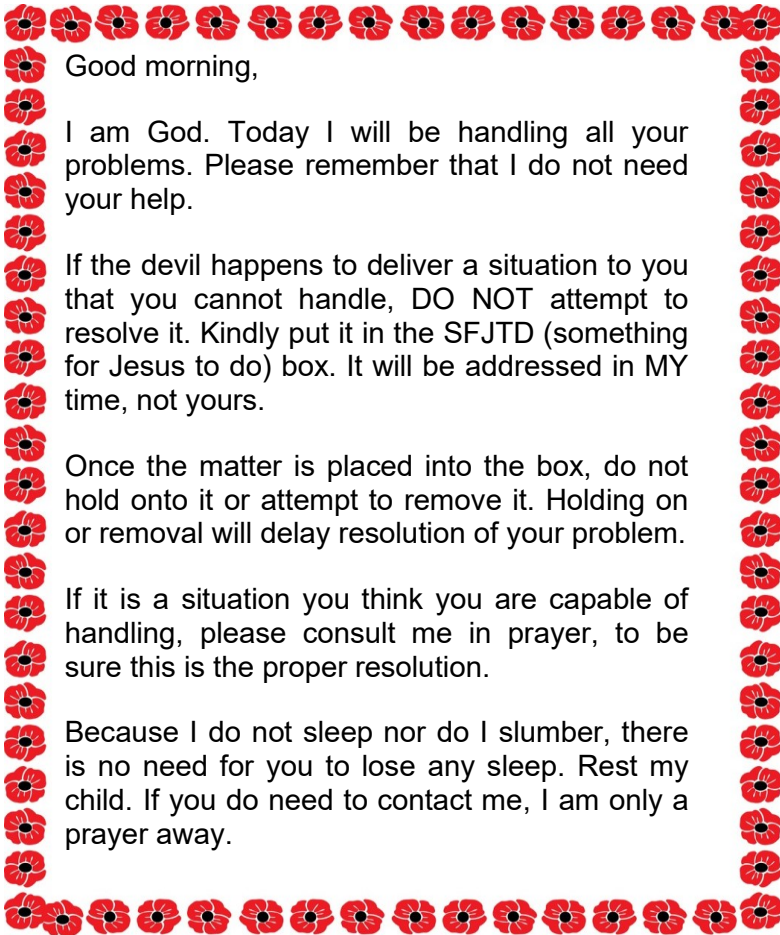 Good morning,
I am God. Today I will be handling all your
problems. Please remember that I do not need
your help.
If the devil happens to deliver a situation to you
that you cannot handle, DO NOT attempt to
resolve it. Kindly put it in the SFJTD (something
for Jesus to do) box. It will be addressed in MY
time, not yours.
Once the matter is placed into the box, do not
hold onto it or attempt to remove it. Holding on
or removal will delay resolution of your problem.
If it is a situation you think you are capable of
handling, please consult me in prayer, to be
sure this is the proper resolution.
Because I do not sleep nor do I slumber, there
is no need for you to lose any sleep. Rest my
child. If you do need to contact me, I am only a
prayer away.